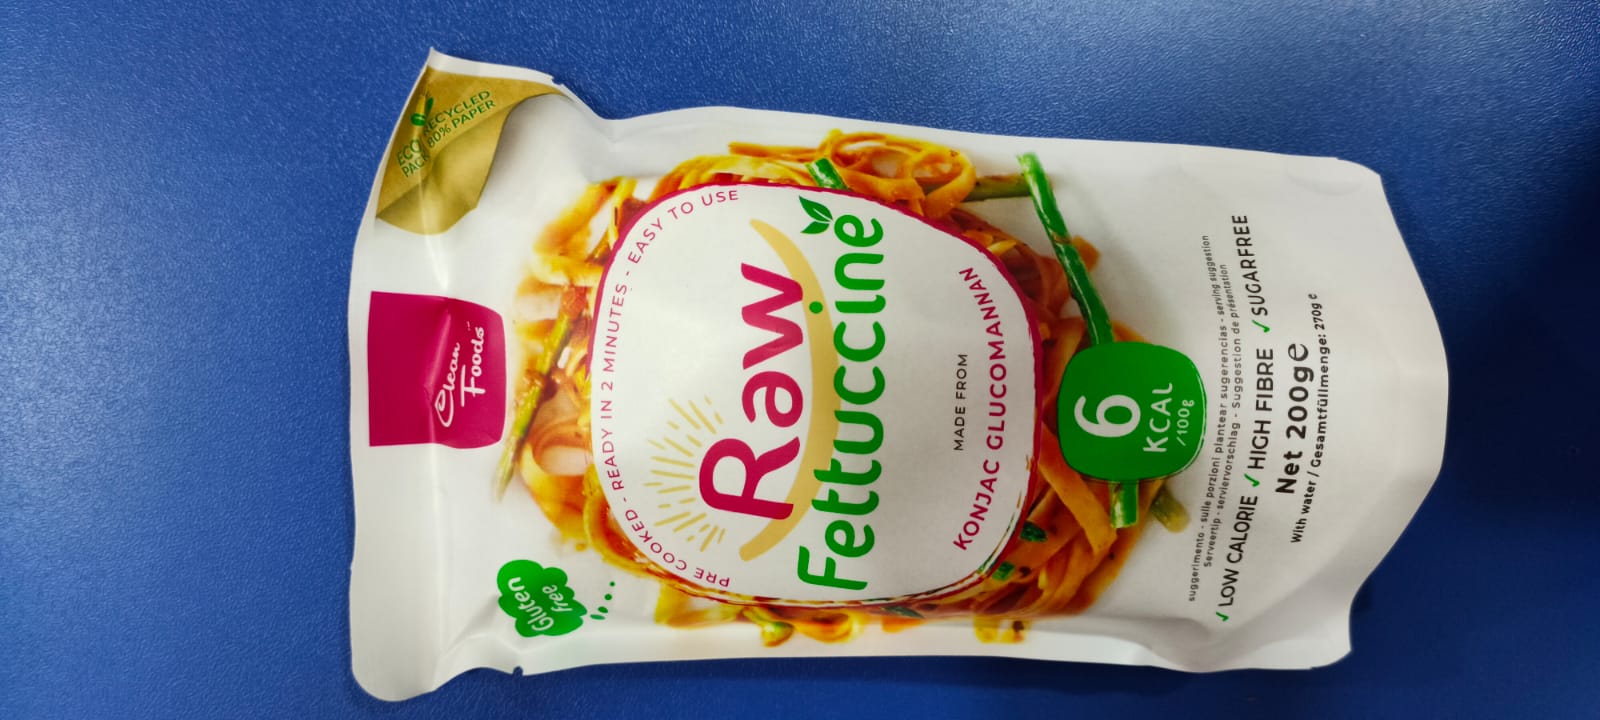 ECO RECYCLED
PACK 80% PAPER
Clean
Foods
™
Gluten
free
PRE COOKED - READY IN 2 MINUTES - EASY TO USE
Raw
Fettuccine
MADE FROM
KONJAC GLUCOMANNAN
6
KCAL
/100g
suggerimento - sulle porzioni plantear sugerencias - serving suggestion
Serveertip - serviervorschlag - Suggestion de présentation
✓ LOW CALORIE ✓ HIGH FIBRE ✓ SUGARFREE
Net 200g e
With water / Gesamtfüllmenge: 270g e